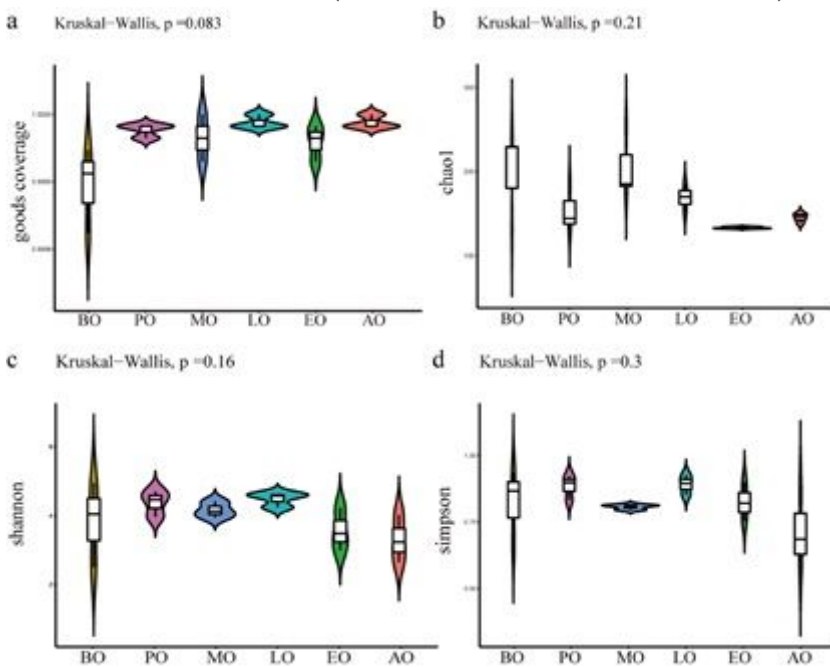 a Kruskal−Wallis, p =0.083
goods coverage
BO PO MO LO EO AO
b Kruskal−Wallis, p =0.21
chao1
BO PO MO LO EO AO
c Kruskal−Wallis, p =0.16
shannon
BO PO MO LO EO AO
d Kruskal−Wallis, p =0.3
simpson
BO PO MO LO EO AO